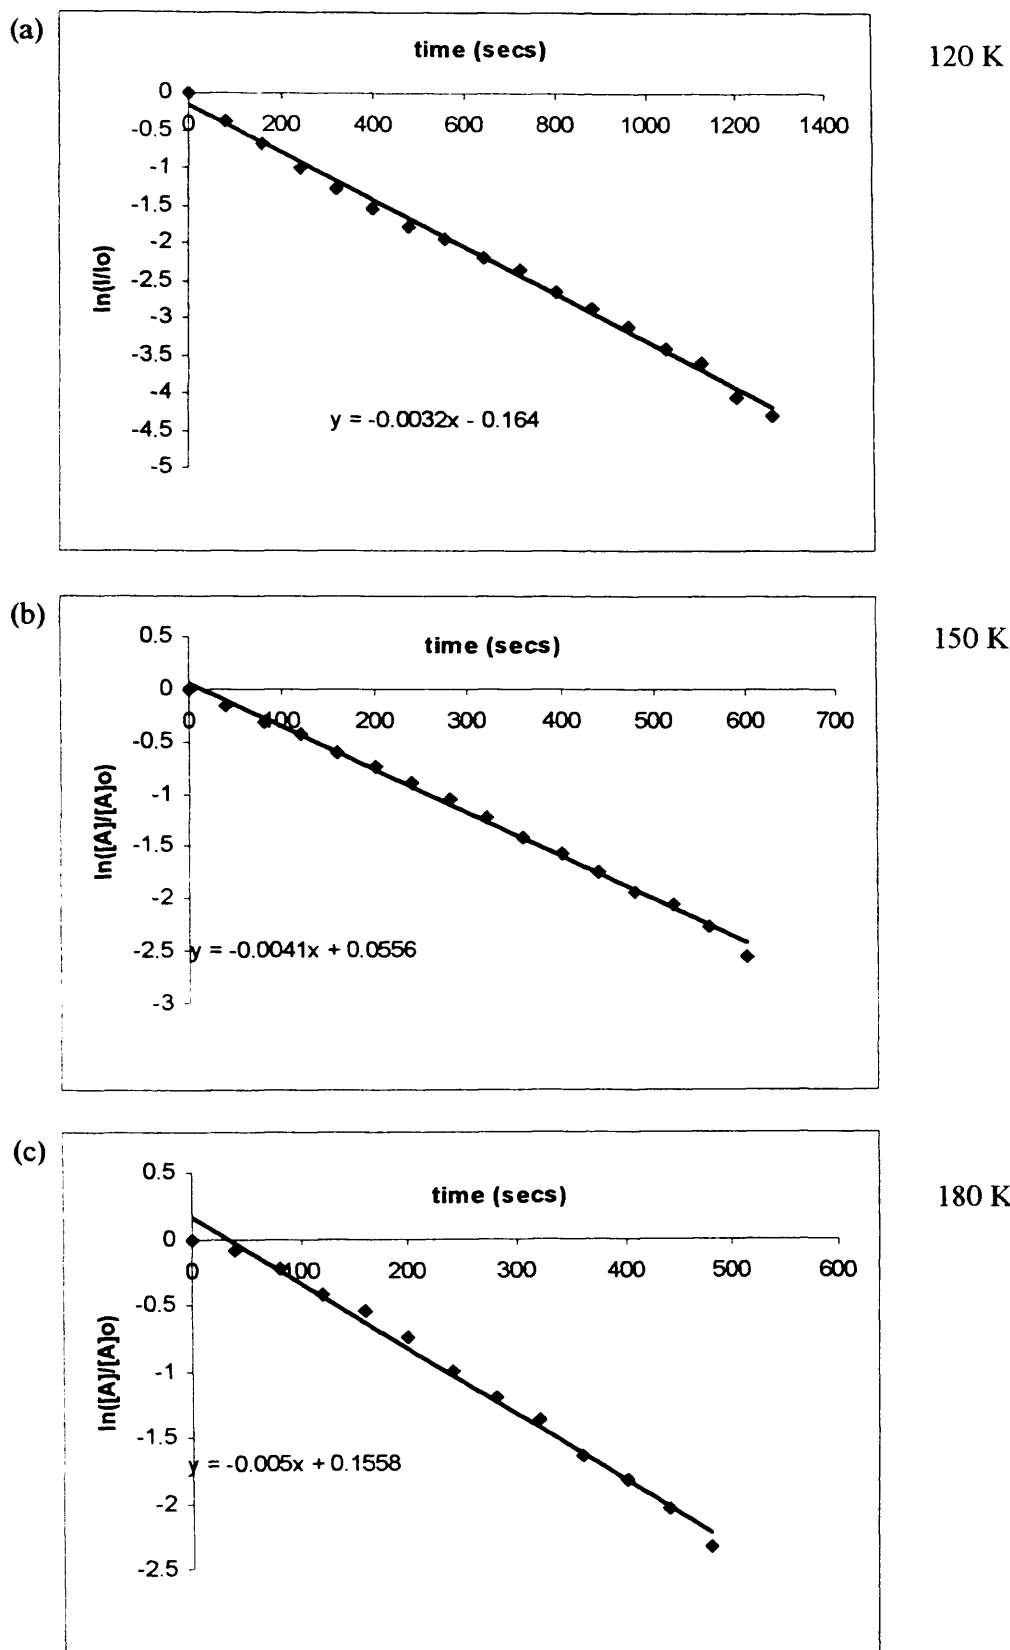 (a)
120 K
time (secs)
0
0 200 400 600 800 1000 1200 1400
-0.5
-1
-1.5
-2
-2.5
-3
-3.5
-4
-4.5
-5
ln(I/Io)
y = -0.0032x - 0.164
(b)
150 K
0.5
time (secs)
0
0 100 200 300 400 500 600 700
-0.5
-1
-1.5
-2
-2.5
-3
ln([A]/[A]o)
y = -0.0041x + 0.0556
(c)
180 K
0.5
time (secs)
0
0 100 200 300 400 500 600
-0.5
-1
-1.5
-2
-2.5
ln([A]/[A]o)
y = -0.005x + 0.1558